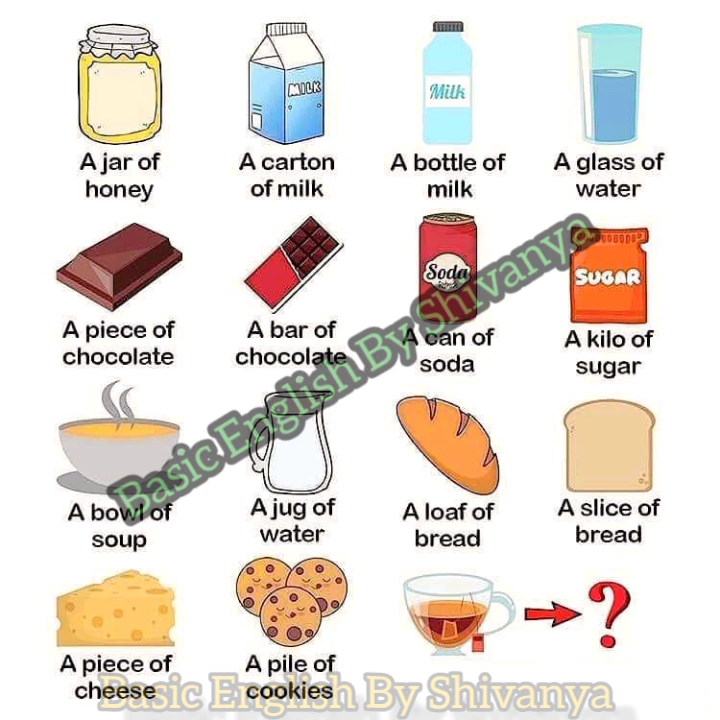 MILK
Milk
A jar of
honey
A carton
of milk
A bottle of
milk
A glass of
water
Soda
SUGAR
A piece of
chocolate
A bar of
chocolate
A can of
soda
A kilo of
sugar
Basic English By Shivanya
A bowl of
soup
A jug of
water
A loaf of
bread
A slice of
bread
?
A piece of
cheese
A pile of
cookies
Basic English By Shivanya